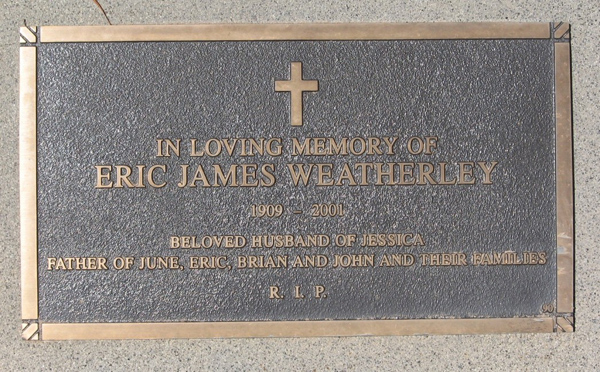 IN LOVING MEMORY OF
ERIC JAMES WEATHERLEY
1909 – 2001
BELOVED HUSBAND OF JESSICA
FATHER OF JUNE, ERIC, BRIAN AND JOHN AND THEIR FAMILIES
R. I. P.